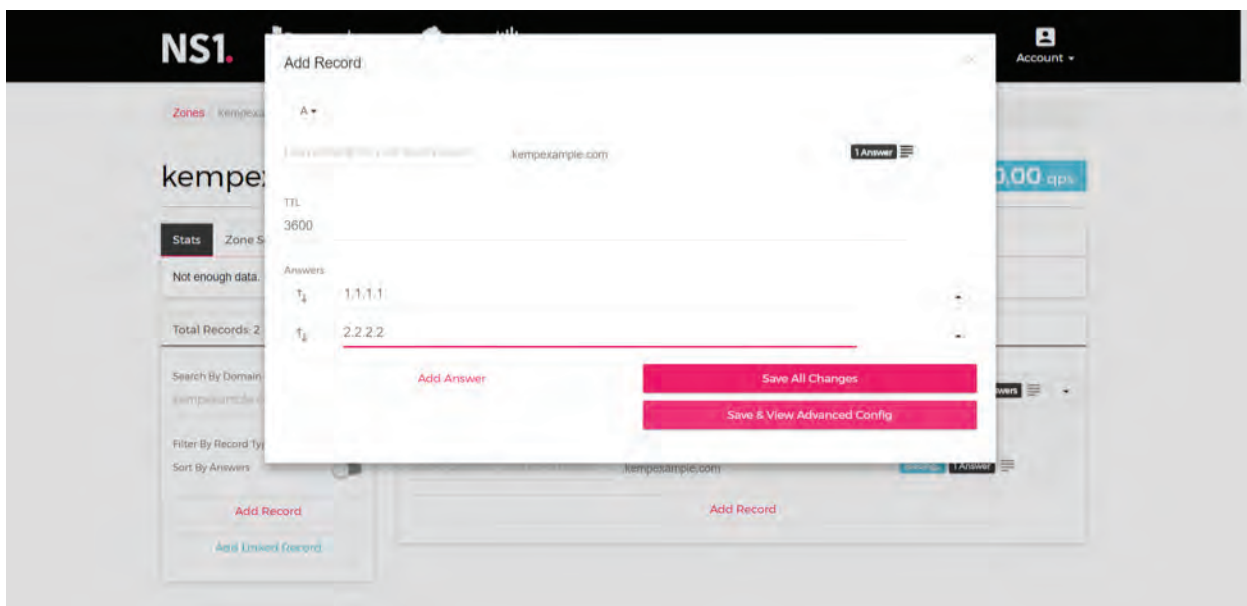 NS1.
Account
Add Record
Zones
A
.kempexample.com
1 Answer
kempe
0.00 qps
TTL
3600
Stats
Zone S
Answers
Not enough data.
1.1.1.1
Total Records: 2
2.2.2.2
Search By Domain
Add Answer
Save All Changes
Save & View Advanced Config
Filter By Record Ty
Sort By Answers
.kempexample.com
1 Answer
Add Record
Add Record
Add Linked Record